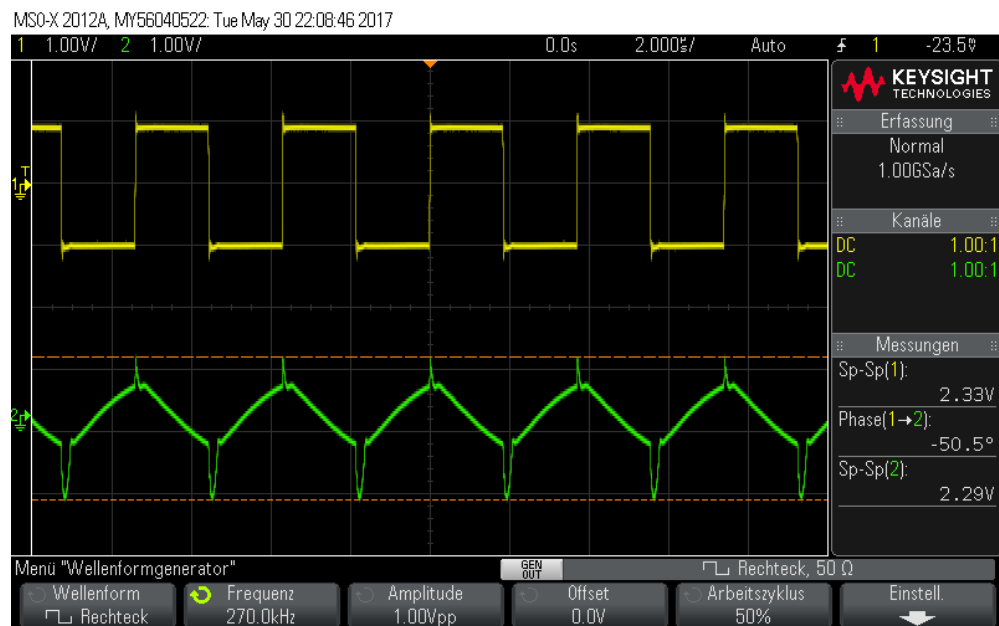 MSO-X 2012A, MY56040522: Tue May 30 22:08:46 2017
1 1.00V/ 2 1.00V/ 0.0s 2.000µs/ Auto 1 -23.5V
KEYSIGHT
TECHNOLOGIES
Erfassung
Normal
1.00GSa/s
T
1
Kanäle
DC 1.00:1
DC 1.00:1
Messungen
Sp-Sp(1):
2.33V
Phase(1→2):
-50.5°
2
Sp-Sp(2):
2.29V
Menü "Wellenformgenerator"
GEN
OUT
Rechteck, 50 Ω
Wellenform Frequenz Amplitude Offset Arbeitszyklus Einstell.
Rechteck 270.0kHz 1.00Vpp 0.0V 50%